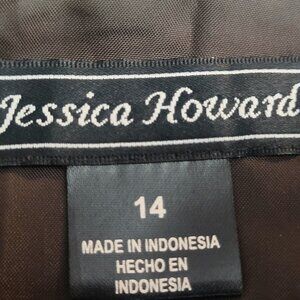 Jessica Howard
14
MADE IN INDONESIA
HECHO EN
INDONESIA